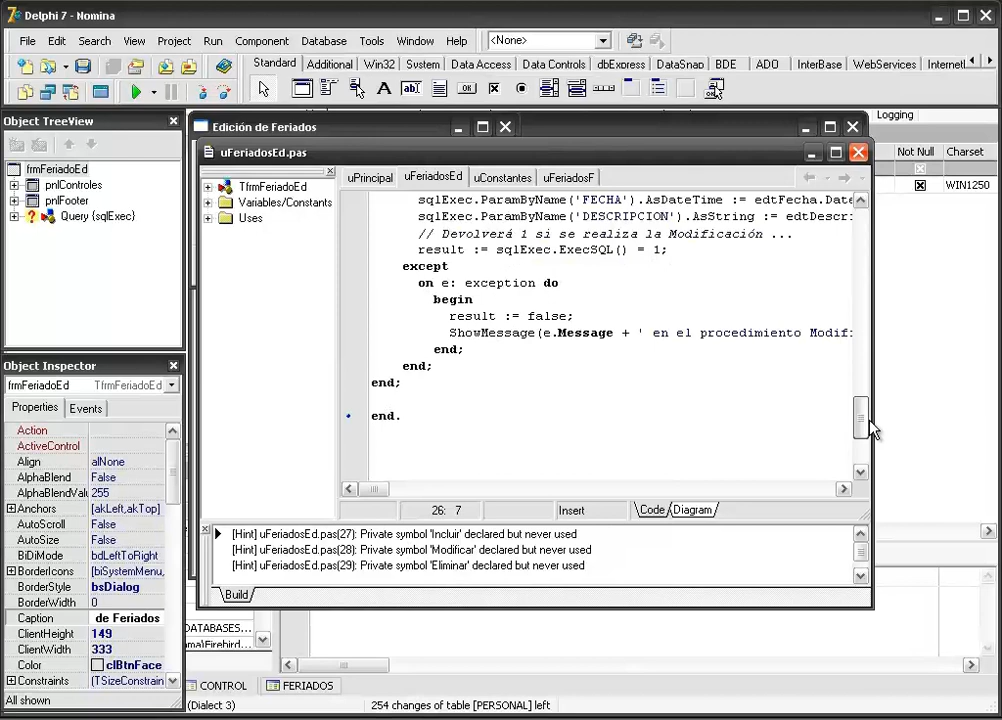 Delphi 7 - Nomina
File Edit Search View Project Run Component Database Tools Window Help <None>
Standard Additional Win32 System Data Access Data Controls dbExpress DataSnap BDE ADO InterBase WebServices InternetE
Object TreeView
frmFeriadoEd
pnlControles
pnlFooter
Query {sqlExec}
Edición de Feriados
Logging
Not Null Charset
WIN1250
uFeriadosEd.pas
TfrmFeriadoEd
Variables/Constants
Uses
uPrincipal uFeriadosEd uConstantes uFeriadosF
sqlExec.ParamByName('FECHA').AsDateTime := edtFecha.Date
sqlExec.ParamByName('DESCRIPCION').AsString := edtDescri
// Devolverá 1 si se realiza la Modificación ...
result := sqlExec.ExecSQL() = 1;
except
on e: exception do
begin
result := false;
ShowMessage(e.Message + ' en el procedimiento Modifi
end;
end;
end;
end.
26: 7 Insert Code Diagram
[Hint] uFeriadosEd.pas(27): Private symbol 'Incluir' declared but never used
[Hint] uFeriadosEd.pas(28): Private symbol 'Modificar' declared but never used
[Hint] uFeriadosEd.pas(29): Private symbol 'Eliminar' declared but never used
Build
Object Inspector
frmFeriadoEd TfrmFeriadoEd
Properties Events
Action
ActiveControl
Align alNone
AlphaBlend False
AlphaBlendValu 255
Anchors [akLeft,akTop]
AutoScroll False
AutoSize False
BiDiMode bdLeftToRight
BorderIcons [biSystemMenu,
BorderStyle bsDialog
BorderWidth 0
Caption de Feriados
ClientHeight 149
ClientWidth 333
Color clBtnFace
Constraints (TSizeConstrain
All shown
DATABASES...
ma\Firebird...
CONTROL FERIADOS
(Dialect 3) 254 changes of table [PERSONAL] left